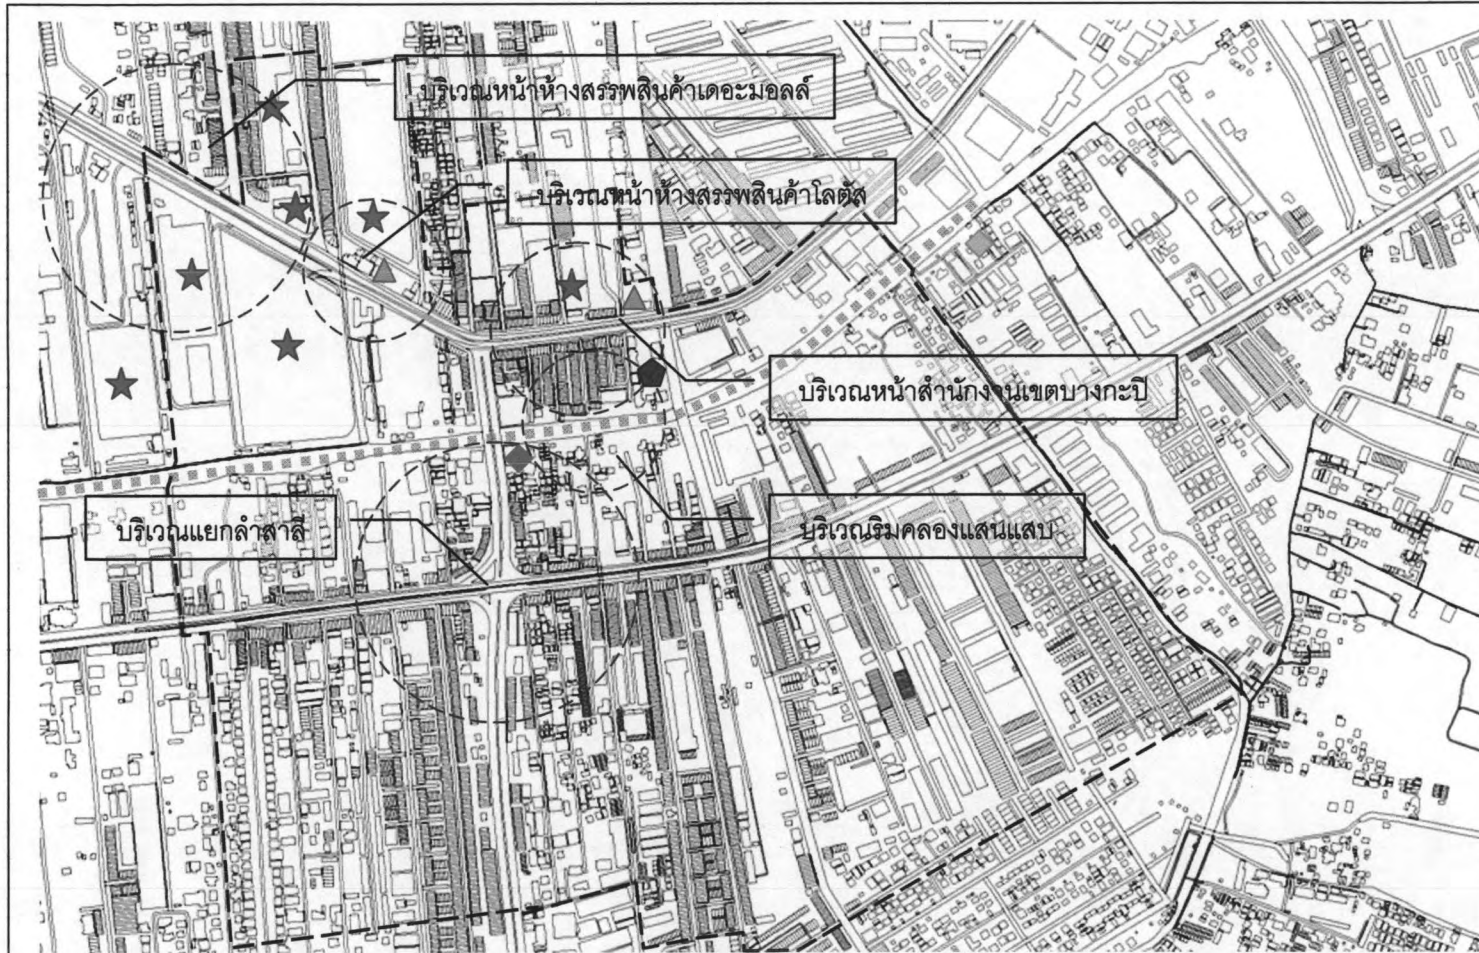 บริเวณหน้าห้างสรรพสินค้าเดอะมอลล์
บริเวณหน้าห้างสรรพสินค้าโลตัส
บริเวณหน้าสำนักงานเขตบางกะปิ
บริเวณแยกลำสาลี
บริเวณริมคลองแสนแสบ